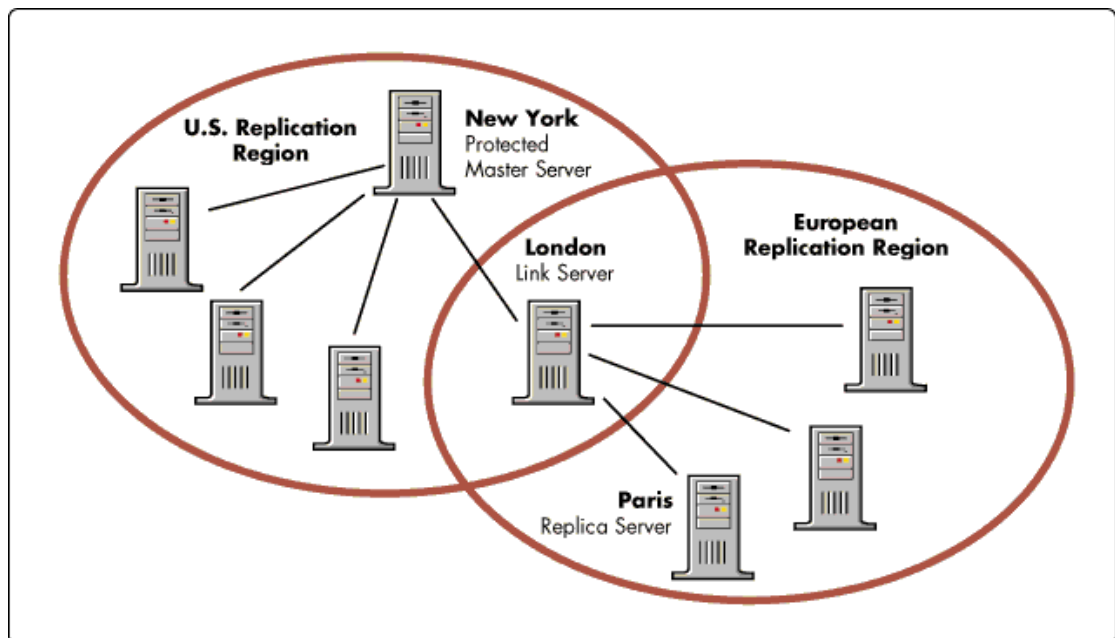 U.S. Replication
Region
New York
Protected
Master Server
London
Link Server
European
Replication Region
Paris
Replica Server